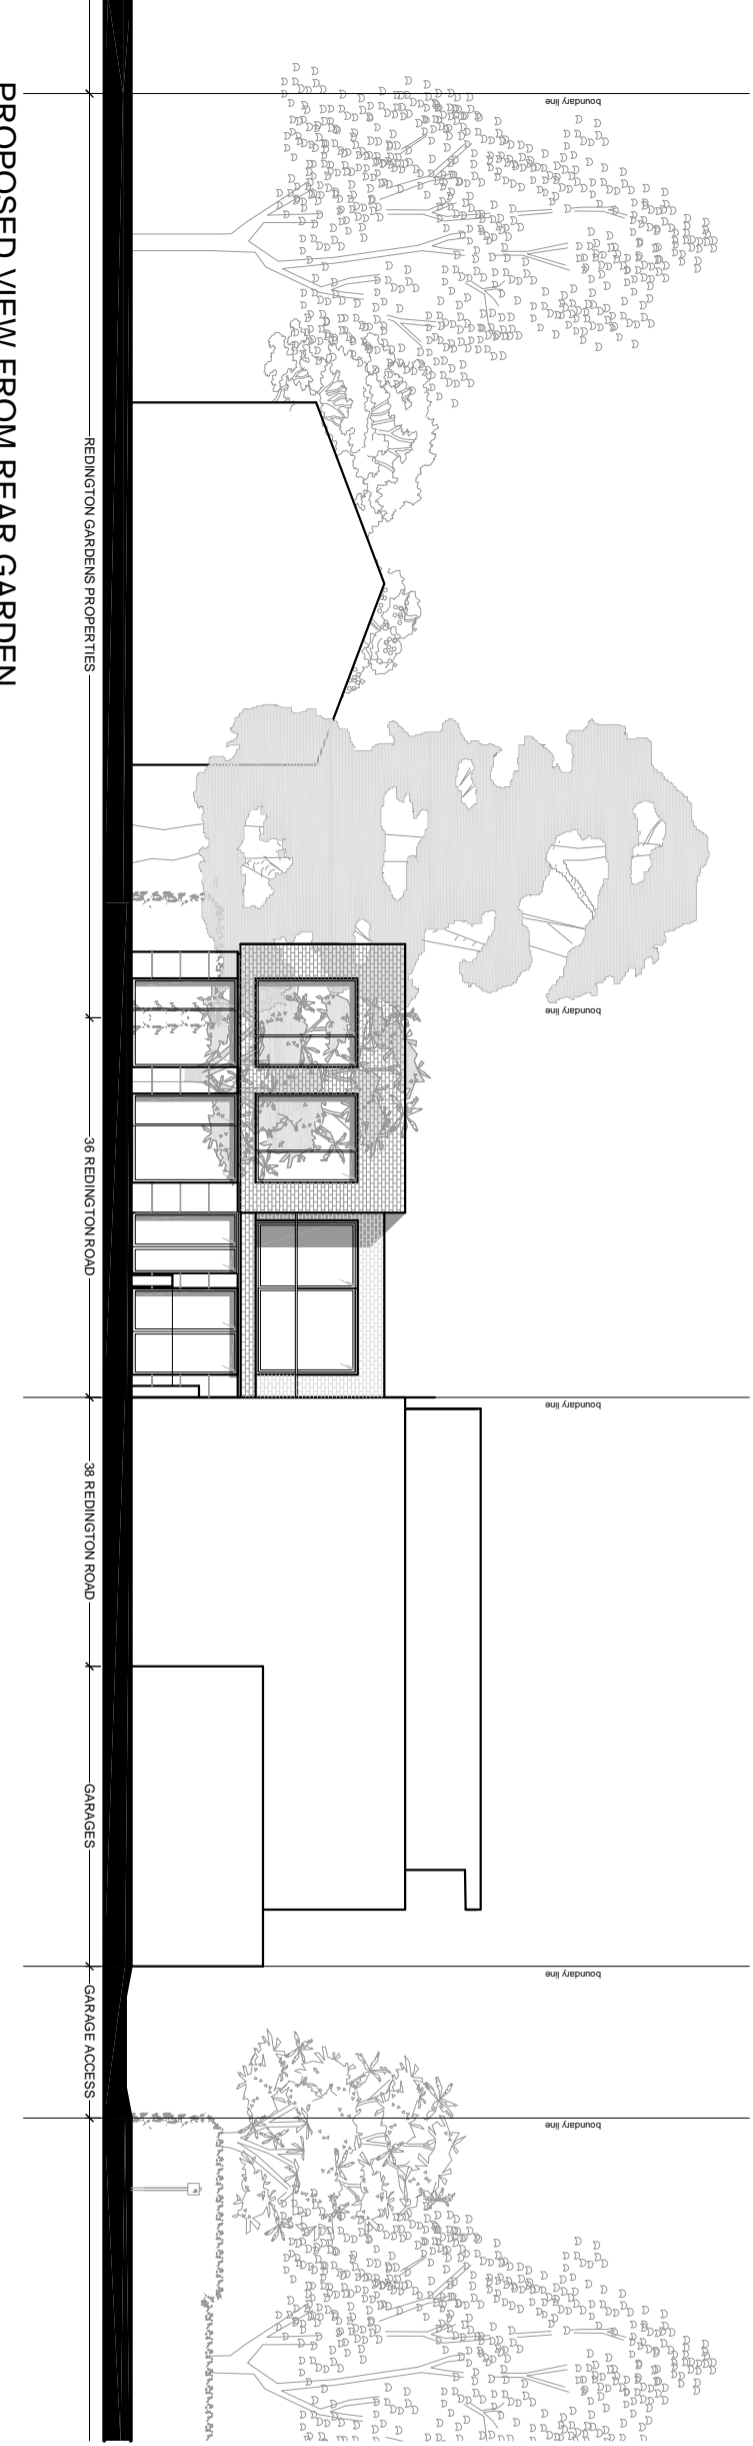 PROPOSED VIEW FROM REAR GARDEN
REDINGTON GARDENS PROPERTIES
36 REDINGTON ROAD
38 REDINGTON ROAD
GARAGES
GARAGE ACCESS
boundary line
boundary line
boundary line
boundary line
boundary line